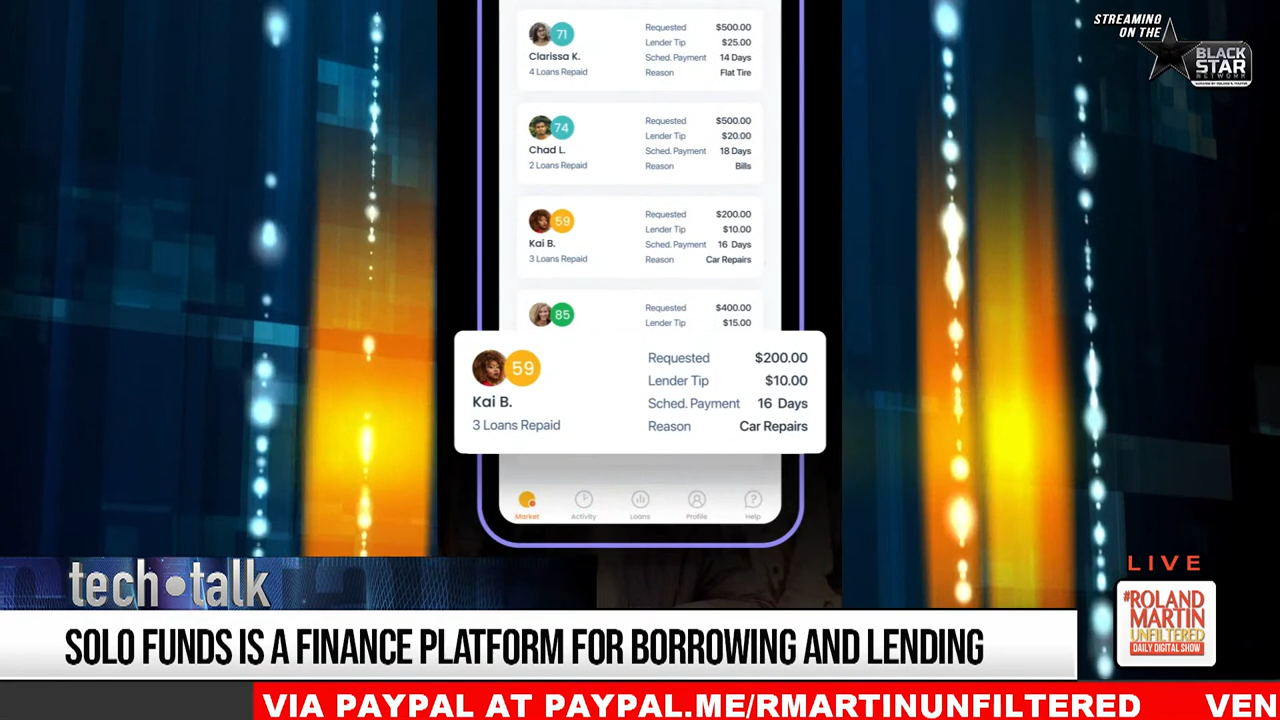 STREAMING
ON THE
BLACK
STAR
NETWORK
71
Clarissa K.
4 Loans Repaid
Requested $500.00
Lender Tip $25.00
Sched. Payment 14 Days
Reason Flat Tire
74
Chad L.
2 Loans Repaid
Requested $500.00
Lender Tip $20.00
Sched. Payment 18 Days
Reason Bills
59
Kai B.
3 Loans Repaid
Requested $200.00
Lender Tip $10.00
Sched. Payment 16 Days
Reason Car Repairs
85
Requested $400.00
Lender Tip $15.00
59
Kai B.
3 Loans Repaid
Requested $200.00
Lender Tip $10.00
Sched. Payment 16 Days
Reason Car Repairs
Market Activity Loans Profile Help
tech•talk
SOLO FUNDS IS A FINANCE PLATFORM FOR BORROWING AND LENDING
LIVE
#ROLAND
MARTIN
UNFILTERED
DAILY DIGITAL SHOW
VIA PAYPAL AT PAYPAL.ME/RMARTINUNFILTERED VEN